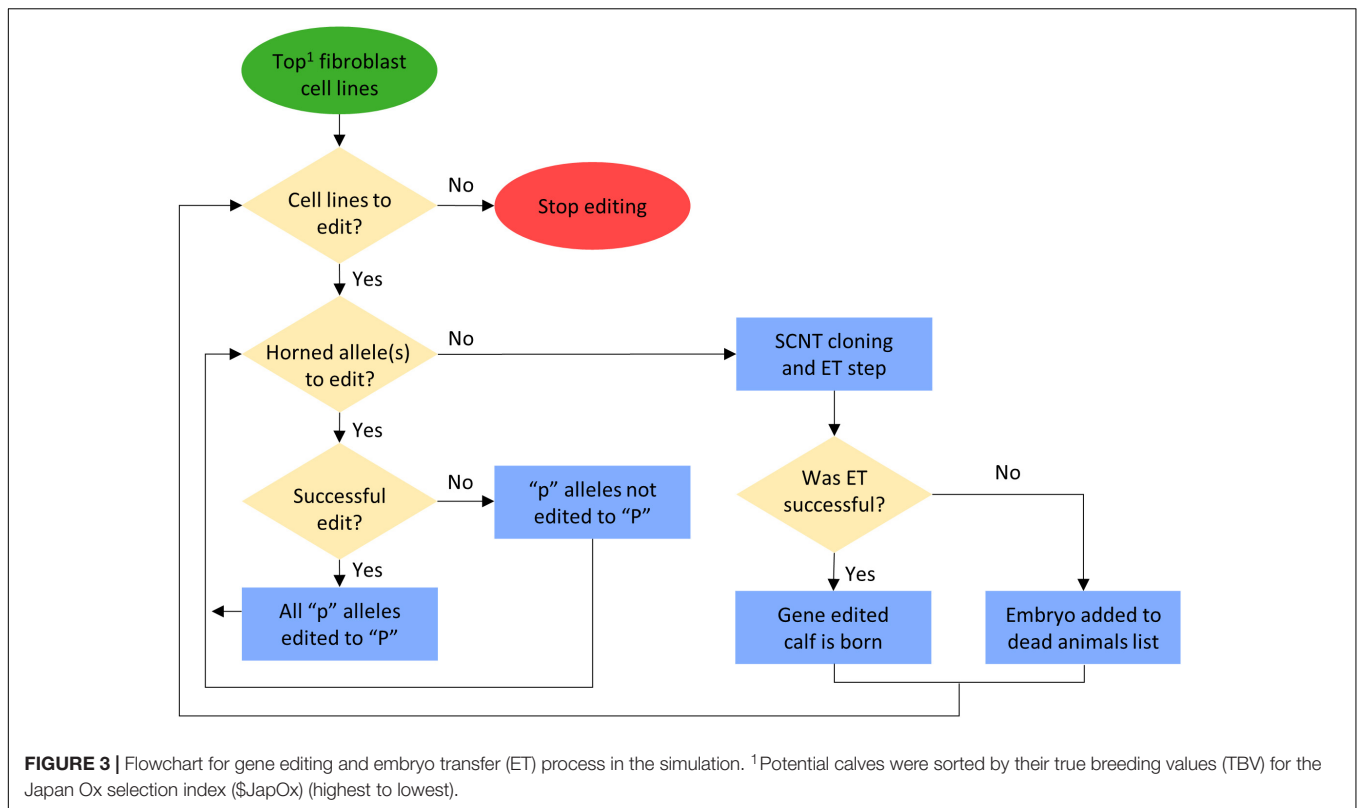 Top¹ fibroblast
cell lines
Cell lines to
edit?
No
Stop editing
Yes
Horned allele(s)
to edit?
No
SCNT cloning
and ET step
Yes
Successful
edit?
No
"p" alleles not
edited to "P"
Was ET
successful?
No
Yes
All "p" alleles
edited to "P"
Yes
Gene edited
calf is born
Embryo added to
dead animals list
FIGURE 3 | Flowchart for gene editing and embryo transfer (ET) process in the simulation. ¹Potential calves were sorted by their true breeding values (TBV) for the
Japan Ox selection index ($JapOx) (highest to lowest).